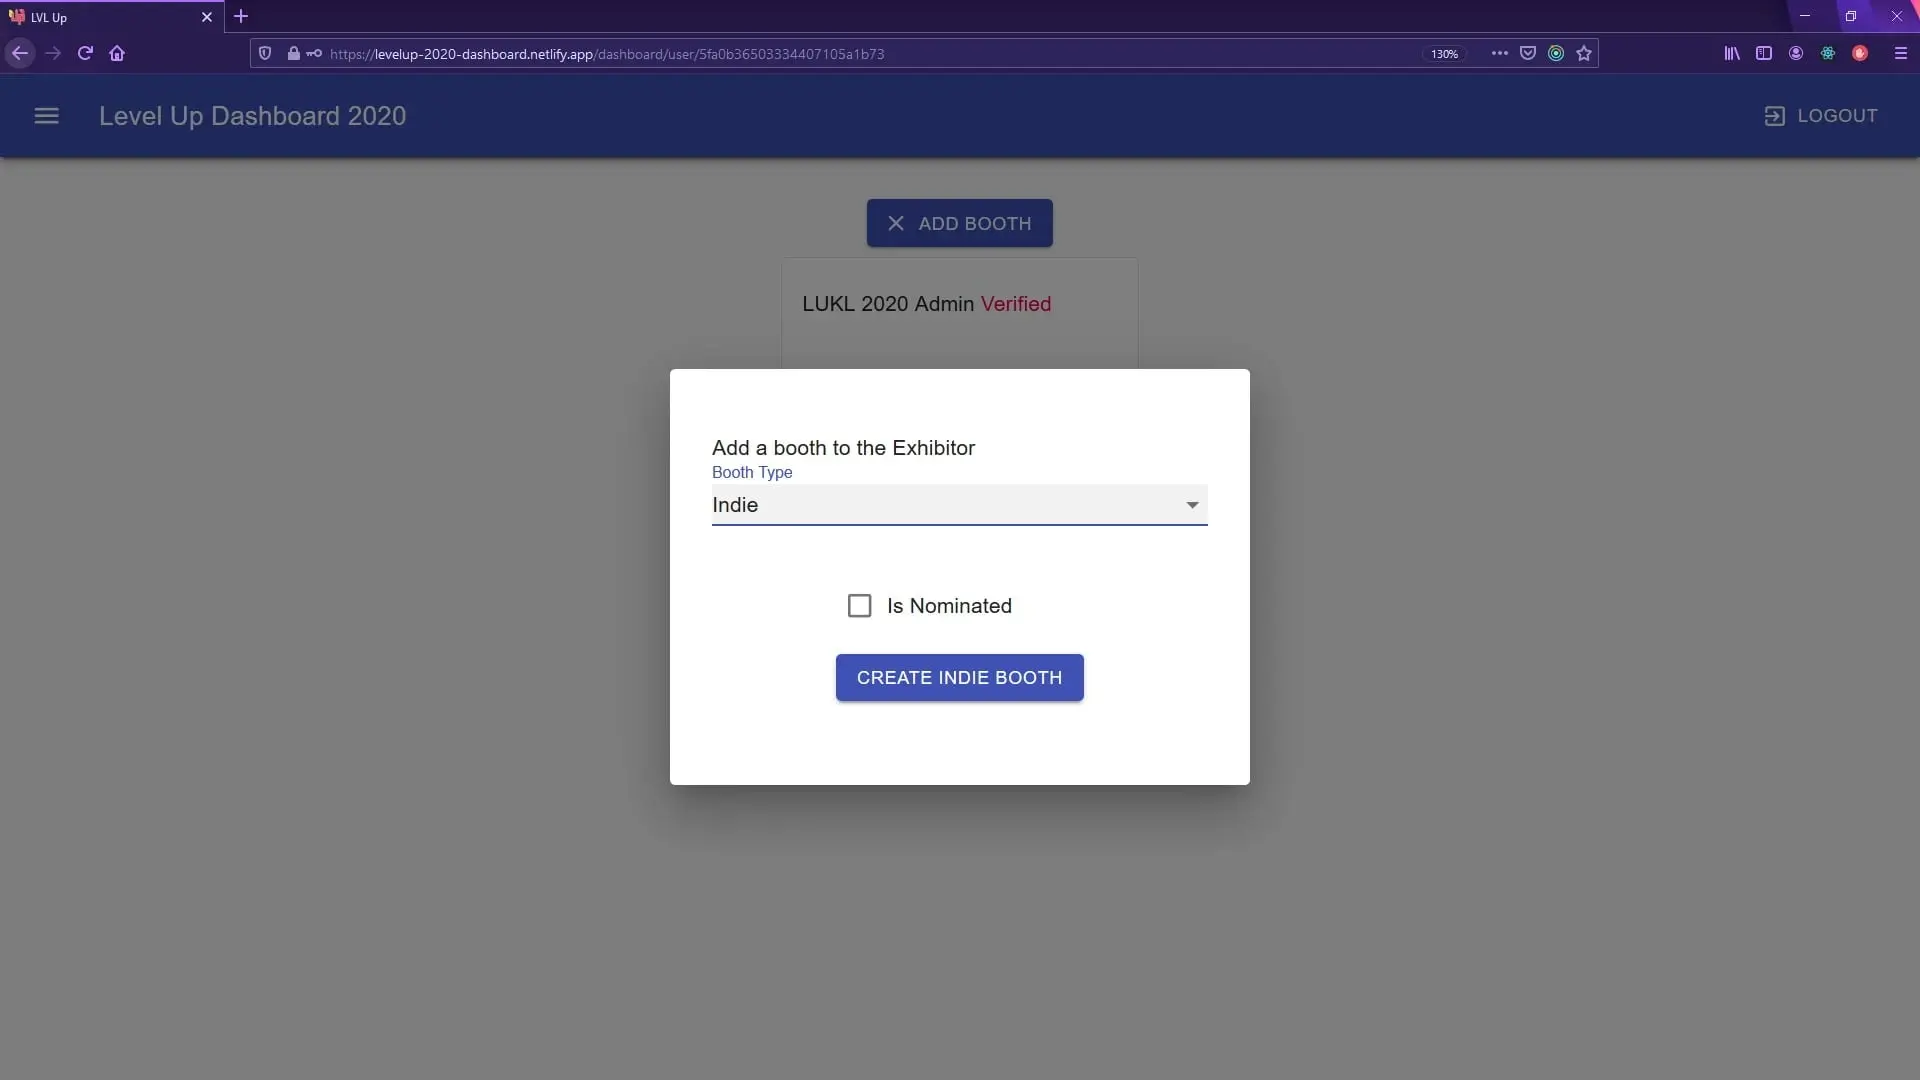 LVL Up
https://levelup-2020-dashboard.netlify.app/dashboard/user/5fa0b36503334407105a1b73
130%
Level Up Dashboard 2020
LOGOUT
ADD BOOTH
LUKL 2020 Admin Verified
Add a booth to the Exhibitor
Booth Type
Indie
Is Nominated
CREATE INDIE BOOTH